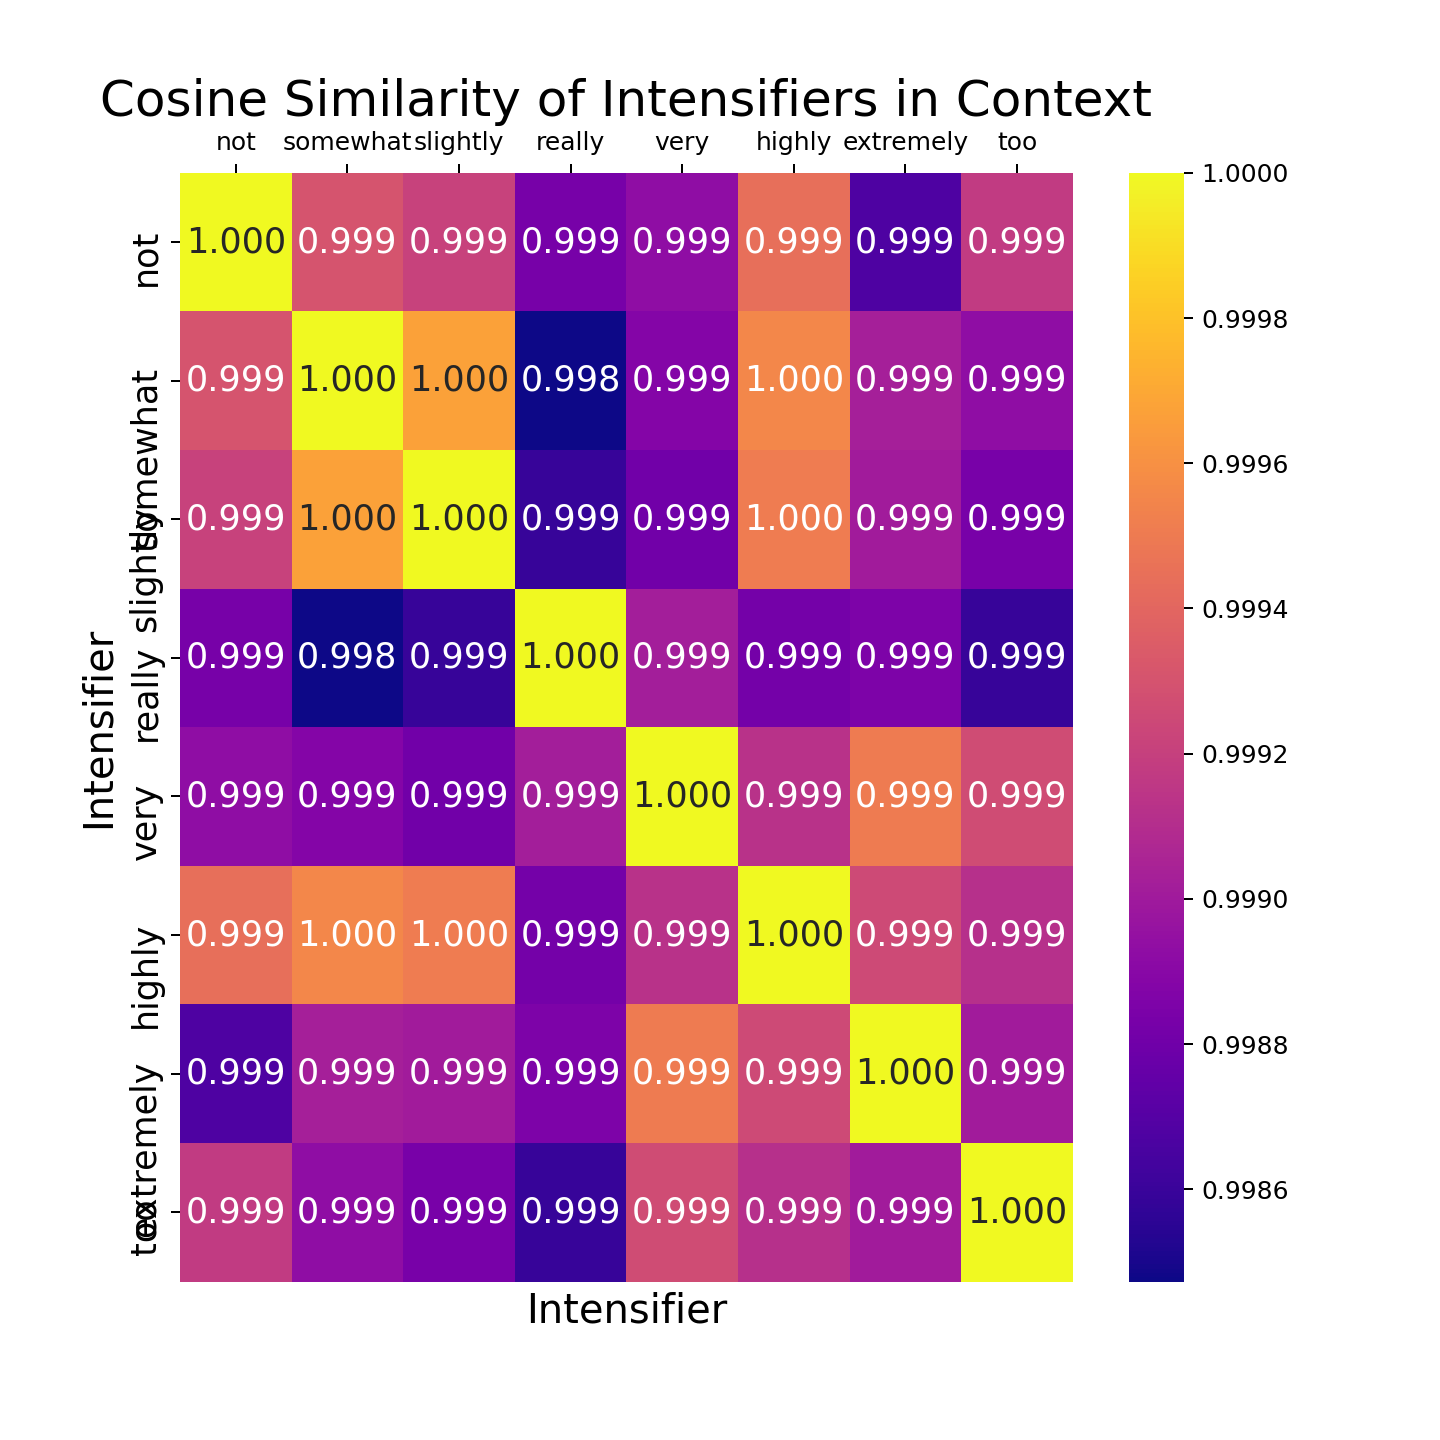 Cosine Similarity of Intensifiers in Context
not somewhat slightly really very highly extremely too
not 1.000 0.999 0.999 0.999 0.999 0.999 0.999 0.999
somewhat 0.999 1.000 1.000 0.998 0.999 1.000 0.999 0.999
slightly 0.999 1.000 1.000 0.999 0.999 1.000 0.999 0.999
really 0.999 0.998 0.999 1.000 0.999 0.999 0.999 0.999
very 0.999 0.999 0.999 0.999 1.000 0.999 0.999 0.999
highly 0.999 1.000 1.000 0.999 0.999 1.000 0.999 0.999
extremely 0.999 0.999 0.999 0.999 0.999 0.999 1.000 0.999
too 0.999 0.999 0.999 0.999 0.999 0.999 0.999 1.000
Intensifier
Intensifier
1.0000
0.9998
0.9996
0.9994
0.9992
0.9990
0.9988
0.9986